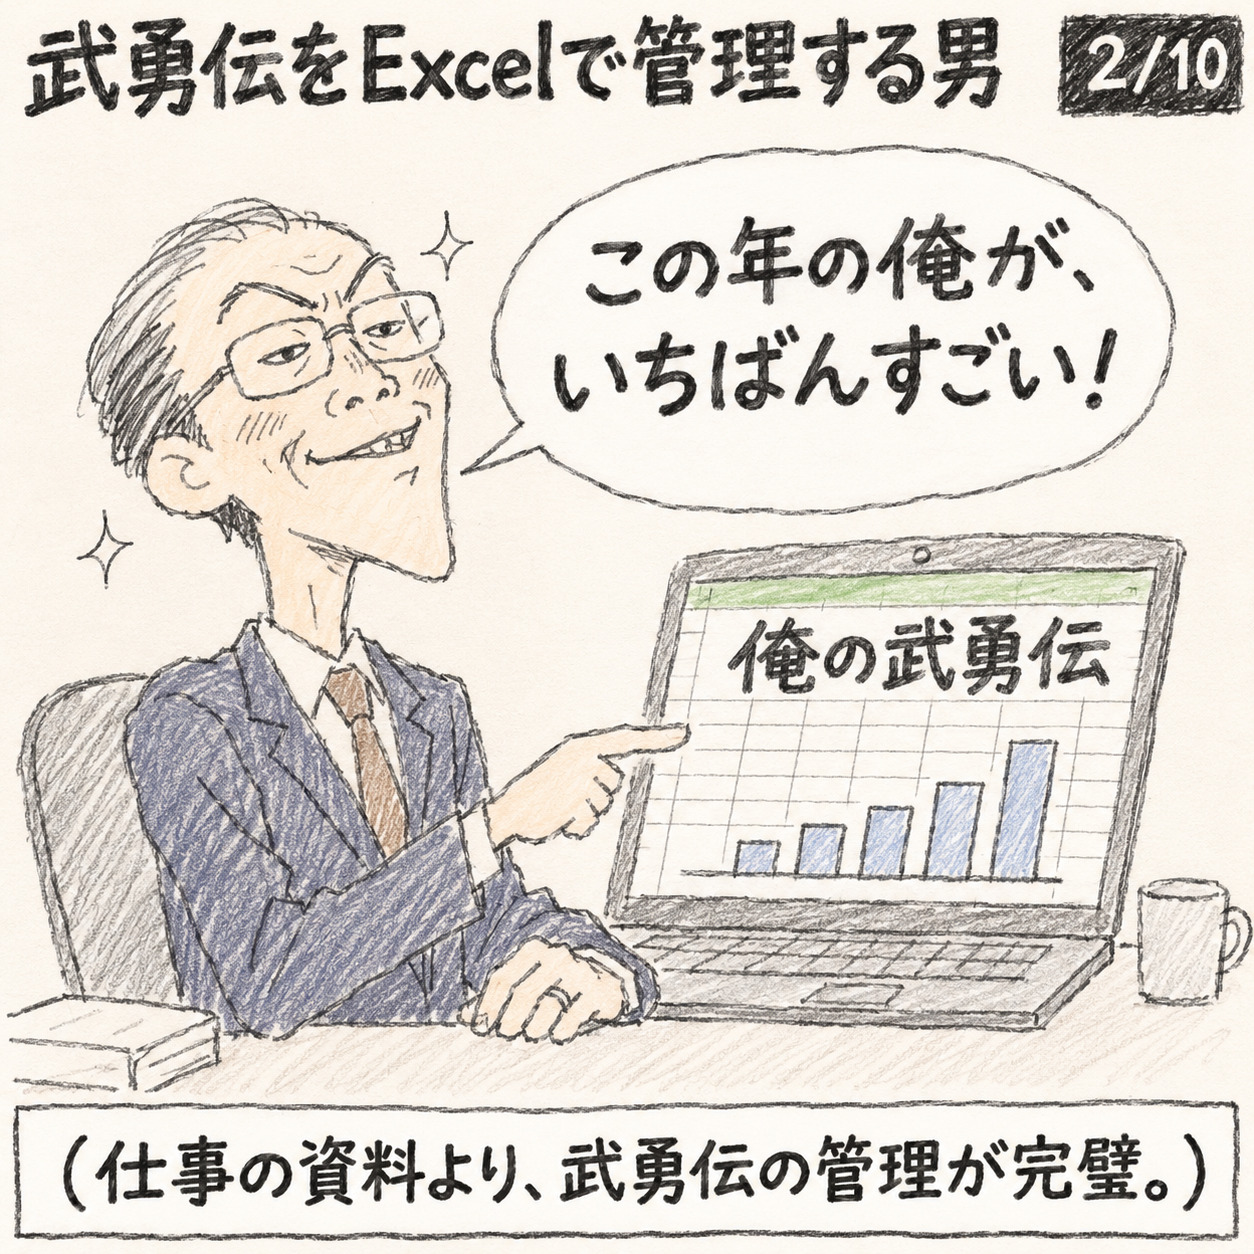 武勇伝をExcelで管理する男
2/10
この年の俺が、
いちばんすごい！
俺の武勇伝
（仕事の資料より、武勇伝の管理が完璧。）